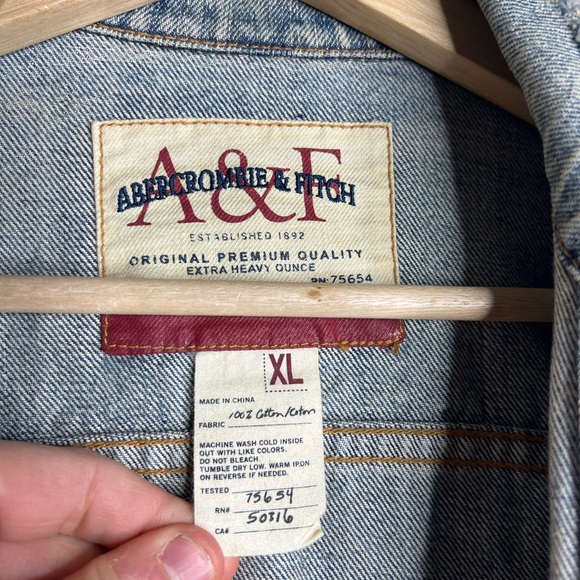 A&F
ABERCROMBIE & FITCH
ESTABLISHED 1892
ORIGINAL PREMIUM QUALITY
EXTRA HEAVY OUNCE
RN: 75654
XL
MADE IN CHINA
FABRIC 100% Cotton/Coton
MACHINE WASH COLD INSIDE
OUT WITH LIKE COLORS.
DO NOT BLEACH.
TUMBLE DRY LOW. WARM IRON
ON REVERSE IF NEEDED.
TESTED
RN# 75654
CA# 50316